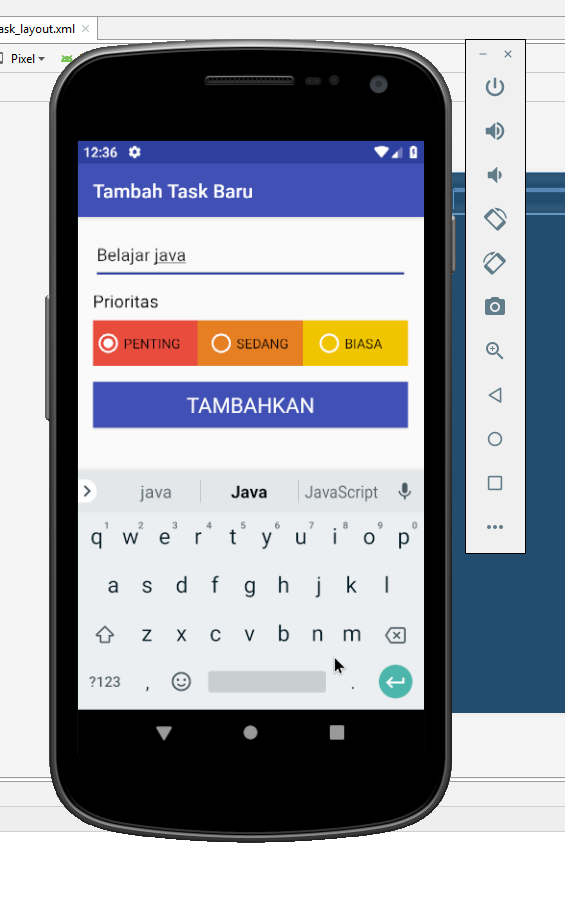 ask_layout.xml
Pixel
12:36
Tambah Task Baru
Belajar java
Prioritas
PENTING SEDANG BIASA
TAMBAHKAN
java Java JavaScript
1 2 3 4 5 6 7 8 9 0
q w e r t y u i o p
a s d f g h j k l
z x c v b n m
?123 , .